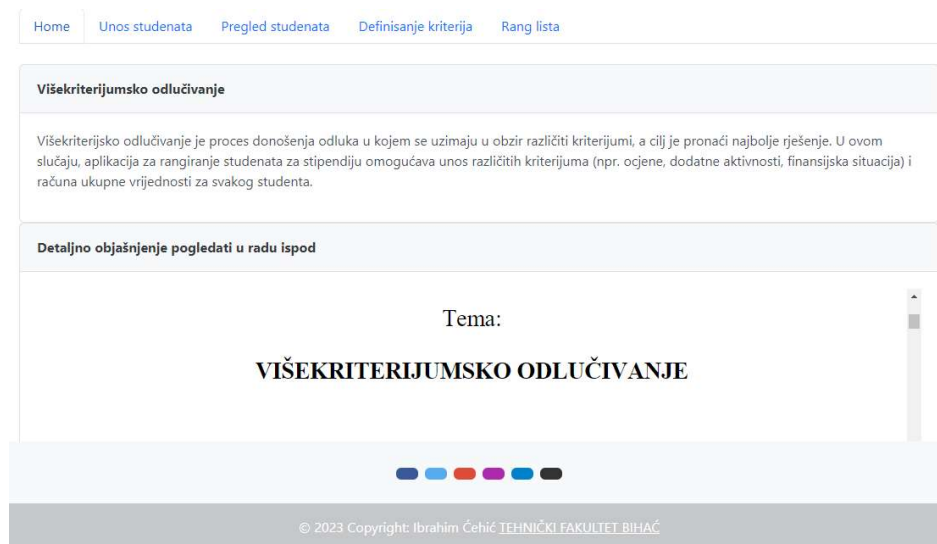 Home Unos studenata Pregled studenata Definisanje kriterija Rang lista
Višekriterijumsko odlučivanje
Višekriterijsko odlučivanje je proces donošenja odluka u kojem se uzimaju u obzir različiti kriterijumi, a cilj je pronaći najbolje rješenje. U ovom
slučaju, aplikacija za rangiranje studenata za stipendiju omogućava unos različitih kriterijuma (npr. ocjene, dodatne aktivnosti, finansijska situacija) i
računa ukupne vrijednosti za svakog studenta.
Detaljno objašnjenje pogledati u radu ispod
Tema:
VIŠEKRITERIJUMSKO ODLUČIVANJE
© 2023 Copyright: Ibrahim Ćehić TEHNIČKI FAKULTET BIHAĆ